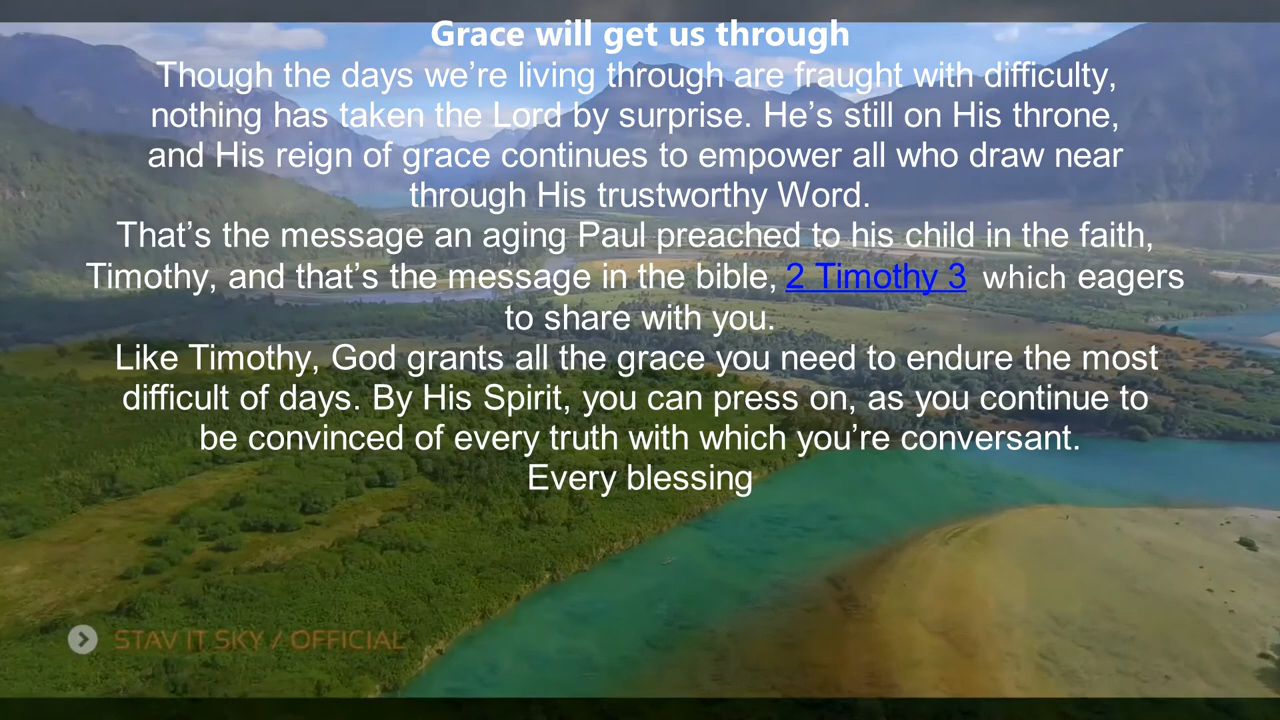 Grace will get us through
Though the days we’re living through are fraught with difficulty,
nothing has taken the Lord by surprise. He’s still on His throne,
and His reign of grace continues to empower all who draw near
through His trustworthy Word.
That’s the message an aging Paul preached to his child in the faith,
Timothy, and that’s the message in the bible, 2 Timothy 3 which eagers
to share with you.
Like Timothy, God grants all the grace you need to endure the most
difficult of days. By His Spirit, you can press on, as you continue to
be convinced of every truth with which you’re conversant.
Every blessing
STAV IT SKY / OFFICIAL